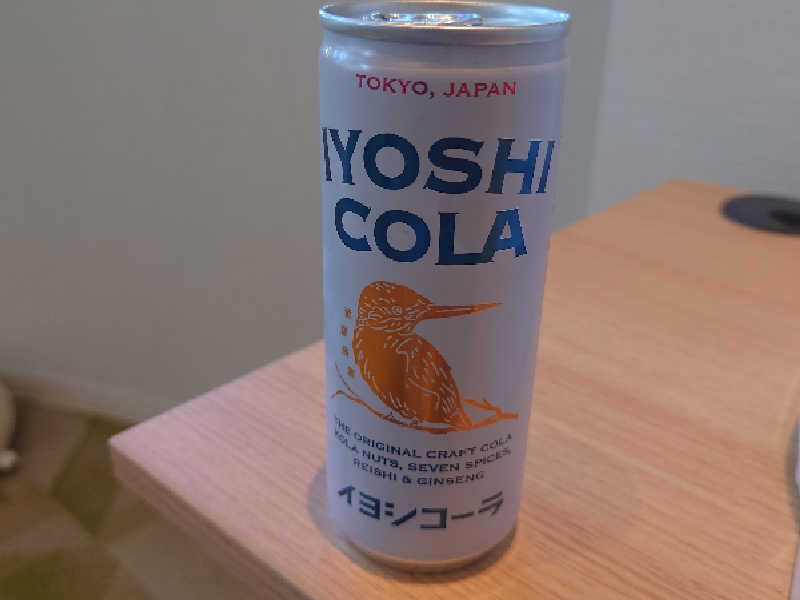 TOKYO, JAPAN
IYOSHI
COLA
THE ORIGINAL CRAFT COLA
KOLA NUTS, SEVEN SPICES,
REISHI & GINSENG
イヨシコーラ